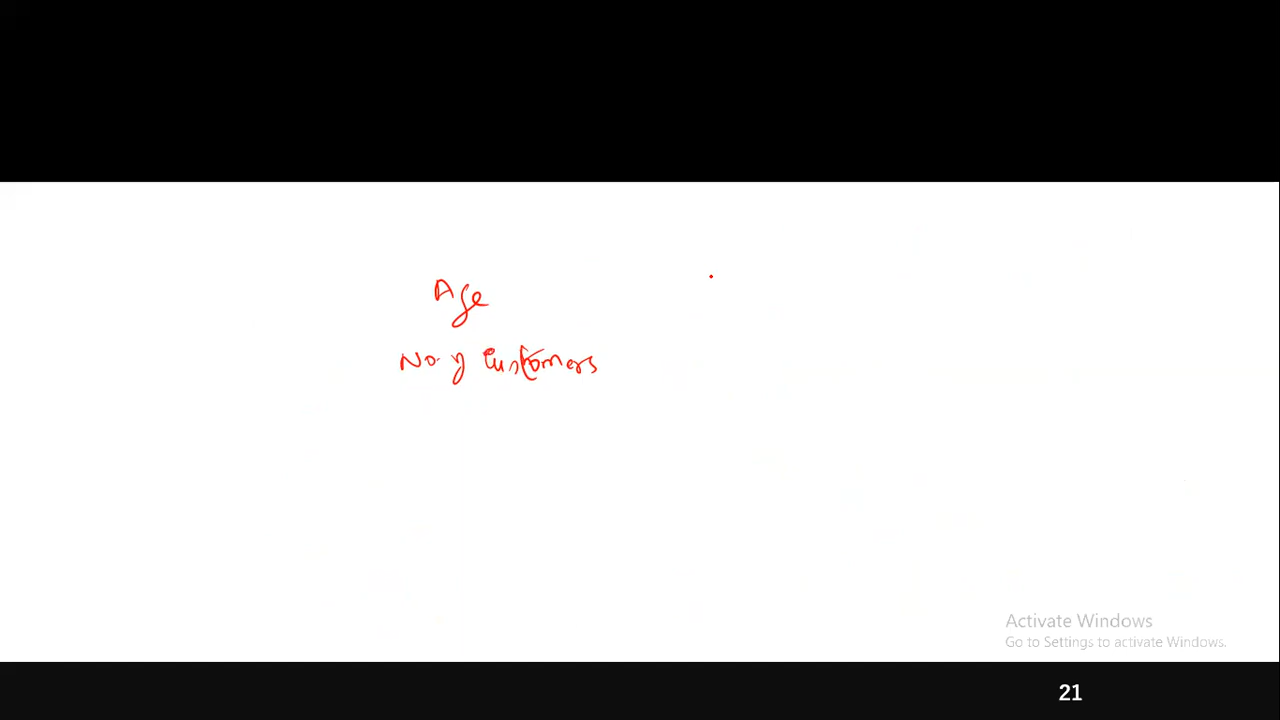 Age
No. of Customers
Activate Windows
Go to Settings to activate Windows.
21